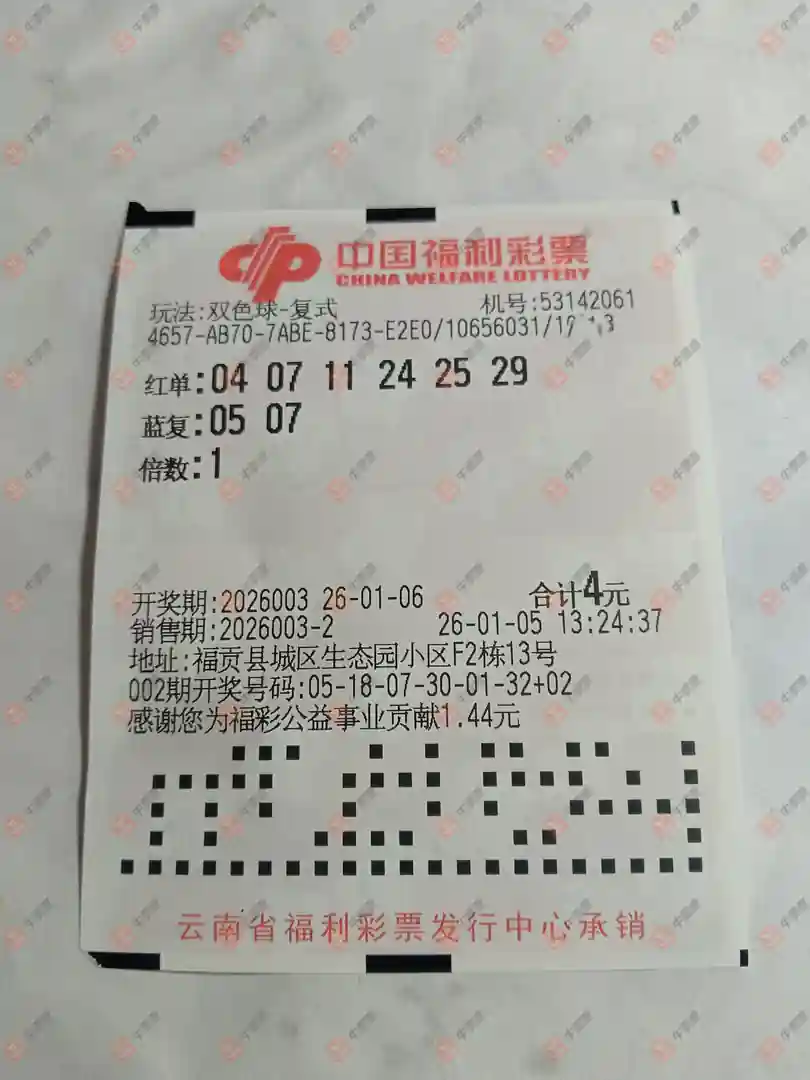 中国福利彩票
CHINA WELFARE LOTTERY
玩法:双色球-复式 机号:53142061
4657-AB70-7ABE-8173-E2E0/10656031/
红单:04 07 11 24 25 29
蓝复:05 07
倍数:1
开奖期:2026003 26-01-06 合计4元
销售期:2026003-2 26-01-05 13:24:37
地址:福贡县城区生态园小区F2栋13号
002期开奖号码:05-18-07-30-01-32+02
感谢您为福彩公益事业贡献1.44元
云南省福利彩票发行中心承销